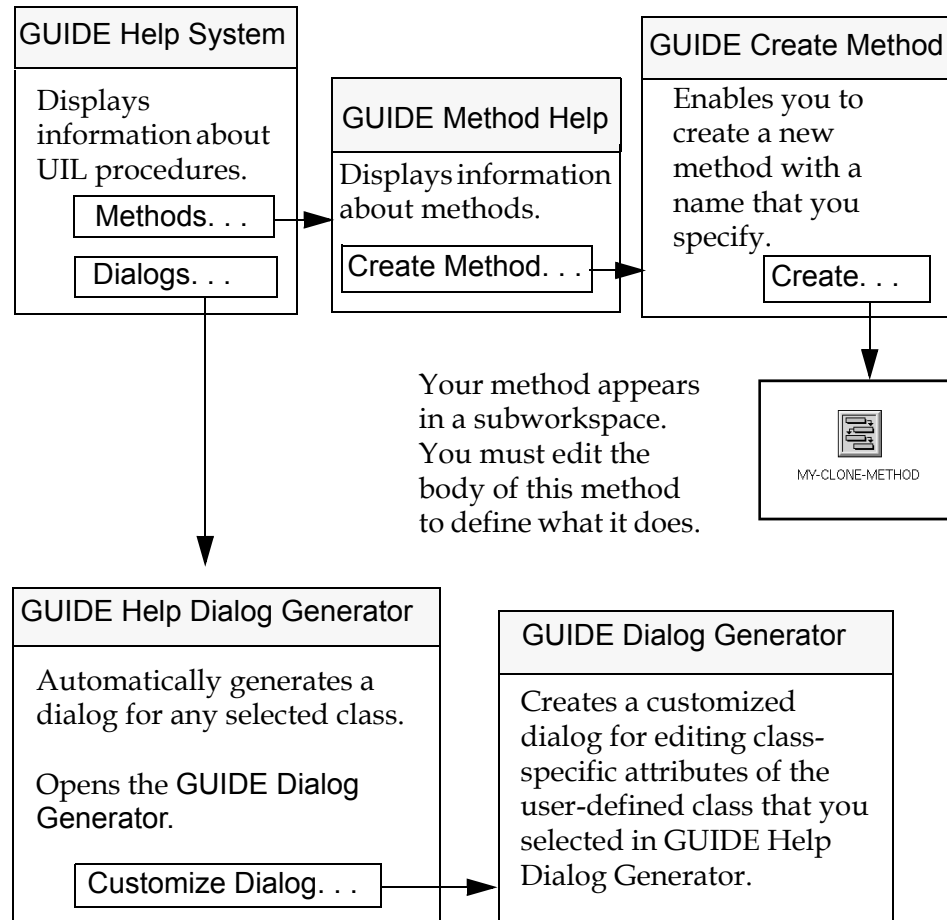 GUIDE Help System
Displays
information about
UIL procedures.
Methods. . .
Dialogs. . .
GUIDE Method Help
Displays information
about methods.
Create Method. . .
GUIDE Create Method
Enables you to
create a new
method with a
name that you
specify.
Create. . .
Your method appears
in a subworkspace.
You must edit the
body of this method
to define what it does.
MY-CLONE-METHOD
GUIDE Help Dialog Generator
Automatically generates a
dialog for any selected class.
Opens the GUIDE Dialog
Generator.
Customize Dialog. . .
GUIDE Dialog Generator
Creates a customized
dialog for editing class-
specific attributes of the
user-defined class that you
selected in GUIDE Help
Dialog Generator.